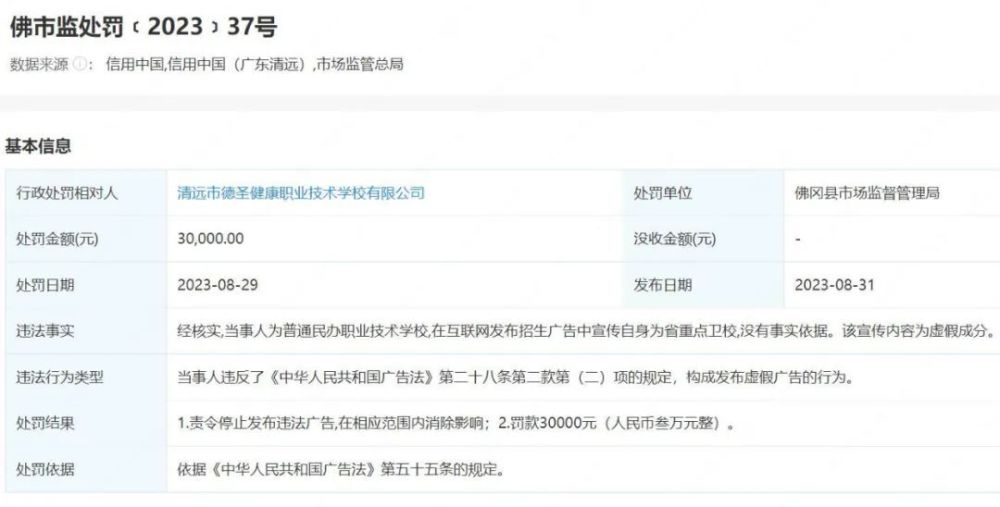 佛市监处罚﹝2023﹞37号
数据来源ⓘ： 信用中国,信用中国（广东清远）,市场监管总局
基本信息
行政处罚相对人 清远市德圣健康职业技术学校有限公司 处罚单位 佛冈县市场监督管理局
处罚金额(元) 30,000.00 没收金额(元) -
处罚日期 2023-08-29 发布日期 2023-08-31
违法事实 经核实,当事人为普通民办职业技术学校,在互联网发布招生广告中宣传自身为省重点卫校,没有事实依据。该宣传内容为虚假成分。
违法行为类型 当事人违反了《中华人民共和国广告法》第二十八条第二款第（二）项的规定，构成发布虚假广告的行为。
处罚结果 1.责令停止发布违法广告,在相应范围内消除影响；2.罚款30000元（人民币叁万元整）。
处罚依据 依据《中华人民共和国广告法》第五十五条的规定。